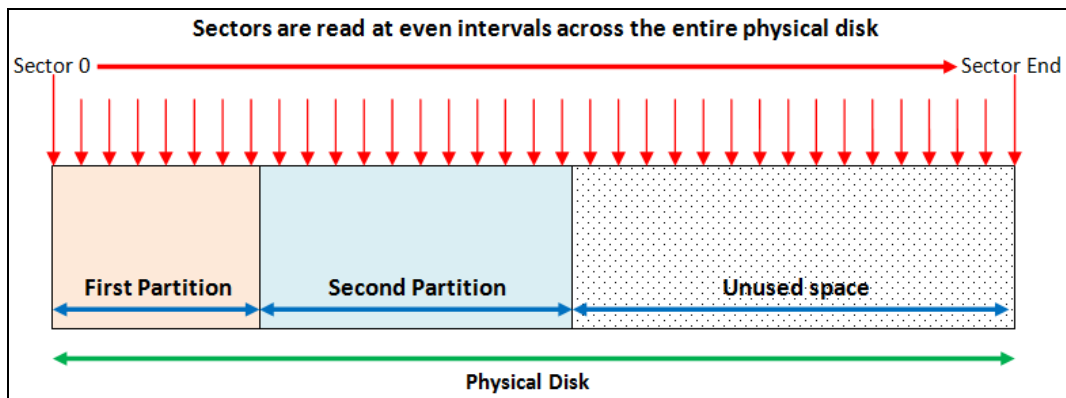 Sectors are read at even intervals across the entire physical disk
Sector 0
Sector End
First Partition
Second Partition
Unused space
Physical Disk